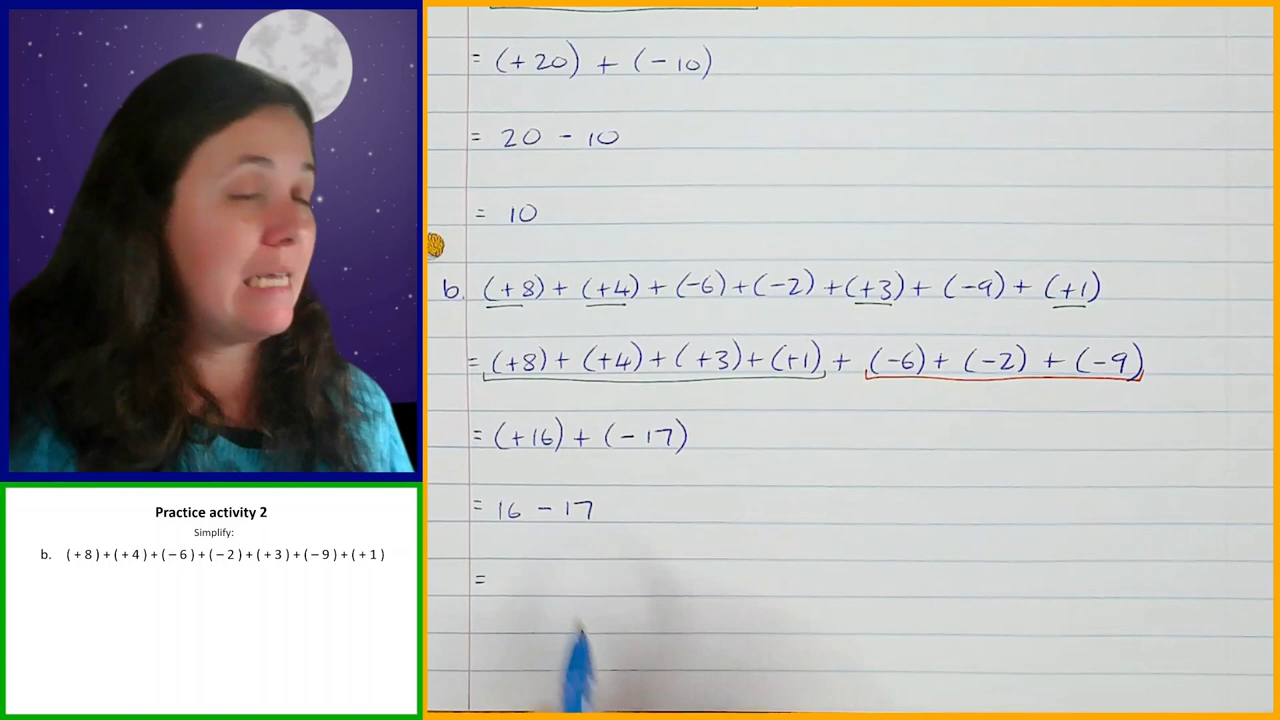 = (+20) + (-10)
= 20 - 10
= 10
b. (+8) + (+4) + (-6) + (-2) + (+3) + (-9) + (+1)
= (+8) + (+4) + (+3) + (+1) + (-6) + (-2) + (-9)
= (+16) + (-17)
= 16 - 17
=
Practice activity 2
Simplify:
b. ( + 8 ) + ( + 4 ) + ( − 6 ) + ( − 2 ) + ( + 3 ) + ( − 9 ) + ( + 1 )